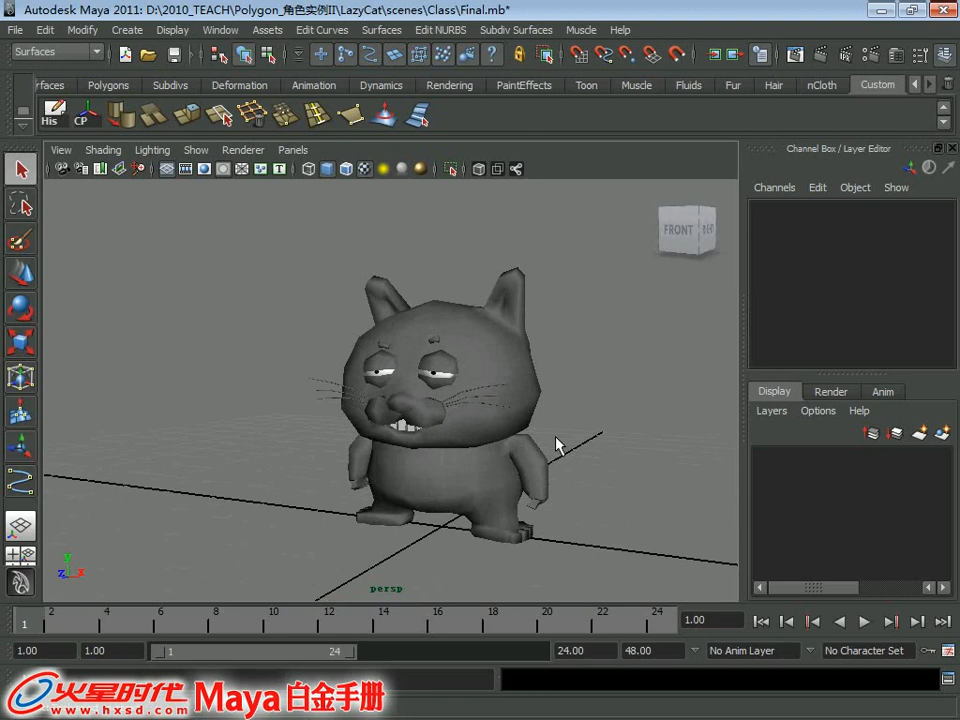 Autodesk Maya 2011: D:\2010_TEACH\Polygon_角色实例II\LazyCat\scenes\Class\Final.mb*
File Edit Modify Create Display Window Assets Edit Curves Surfaces Edit NURBS Subdiv Surfaces Muscle Help
Surfaces
rfaces Polygons Subdivs Deformation Animation Dynamics Rendering PaintEffects Toon Muscle Fluids Fur Hair nCloth Custom
His CP
View Shading Lighting Show Renderer Panels
Channel Box / Layer Editor
Channels Edit Object Show
FRONT
persp
y
z x
Display Render Anim
Layers Options Help
1 2 4 6 8 10 12 14 16 18 20 22 24 1.00
1.00 1.00 1 24 24.00 48.00 No Anim Layer No Character Set
火星时代 Maya 白金手册
www.hxsd.com